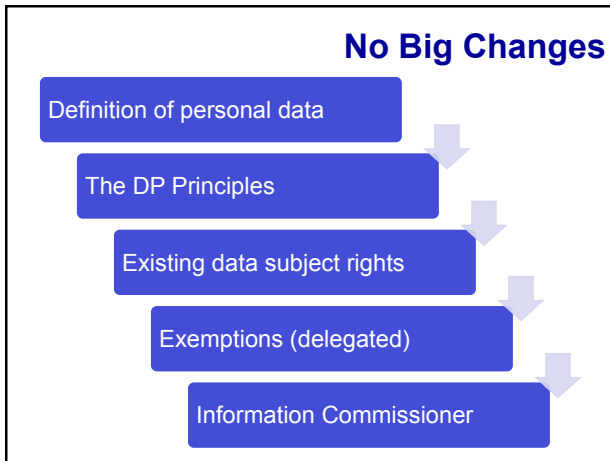 No Big Changes
Definition of personal data
The DP Principles
Existing data subject rights
Exemptions (delegated)
Information Commissioner